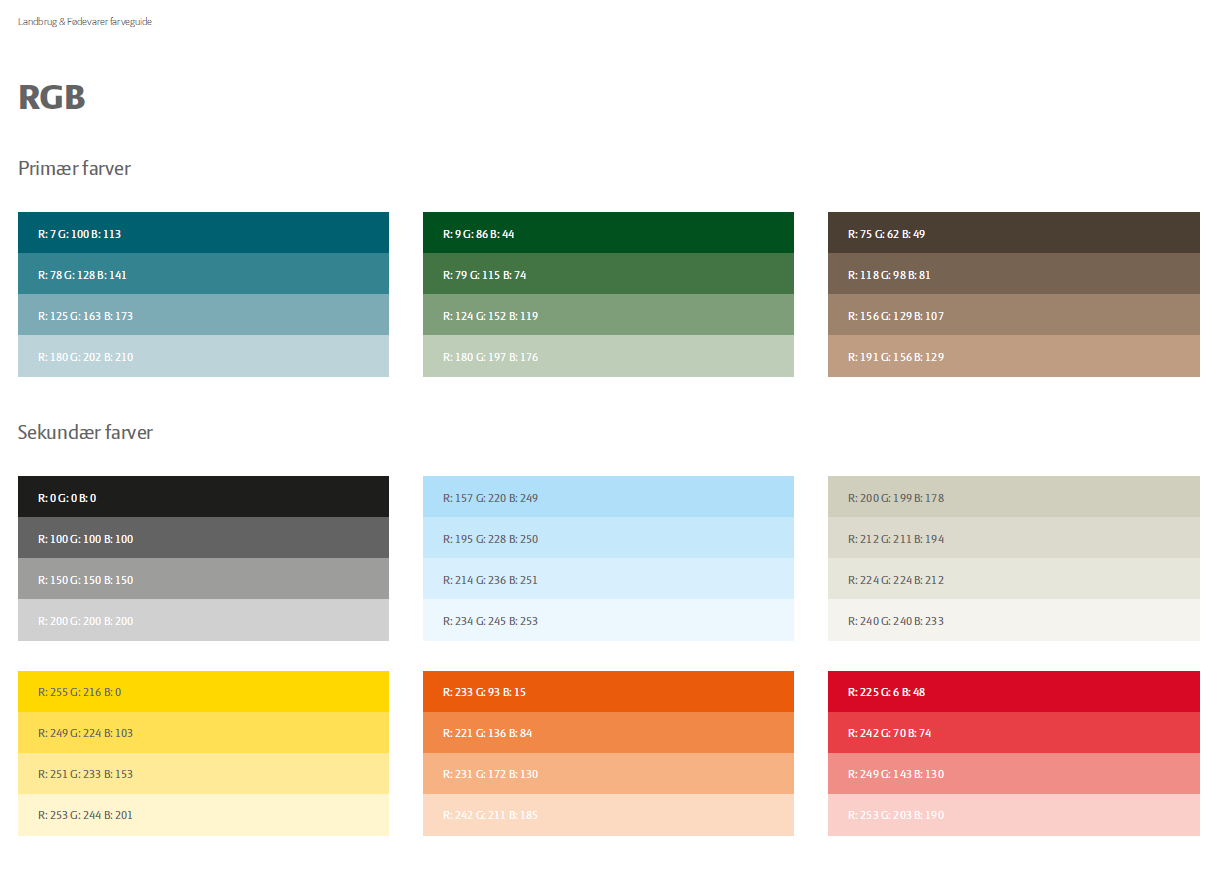 Landbrug & Fødevarer farveguide
RGB
Primær farver
R: 7 G: 100 B: 113
R: 78 G: 128 B: 141
R: 125 G: 163 B: 173
R: 180 G: 202 B: 210
R: 9 G: 86 B: 44
R: 79 G: 115 B: 74
R: 124 G: 152 B: 119
R: 180 G: 197 B: 176
R: 75 G: 62 B: 49
R: 118 G: 98 B: 81
R: 156 G: 129 B: 107
R: 191 G: 156 B: 129
Sekundær farver
R: 0 G: 0 B: 0
R: 100 G: 100 B: 100
R: 150 G: 150 B: 150
R: 200 G: 200 B: 200
R: 157 G: 220 B: 249
R: 195 G: 228 B: 250
R: 214 G: 236 B: 251
R: 234 G: 245 B: 253
R: 200 G: 199 B: 178
R: 212 G: 211 B: 194
R: 224 G: 224 B: 212
R: 240 G: 240 B: 233
R: 255 G: 216 B: 0
R: 249 G: 224 B: 103
R: 251 G: 233 B: 153
R: 253 G: 244 B: 201
R: 233 G: 93 B: 15
R: 221 G: 136 B: 84
R: 231 G: 172 B: 130
R: 242 G: 211 B: 185
R: 225 G: 6 B: 48
R: 242 G: 70 B: 74
R: 249 G: 143 B: 130
R: 253 G: 203 B: 190